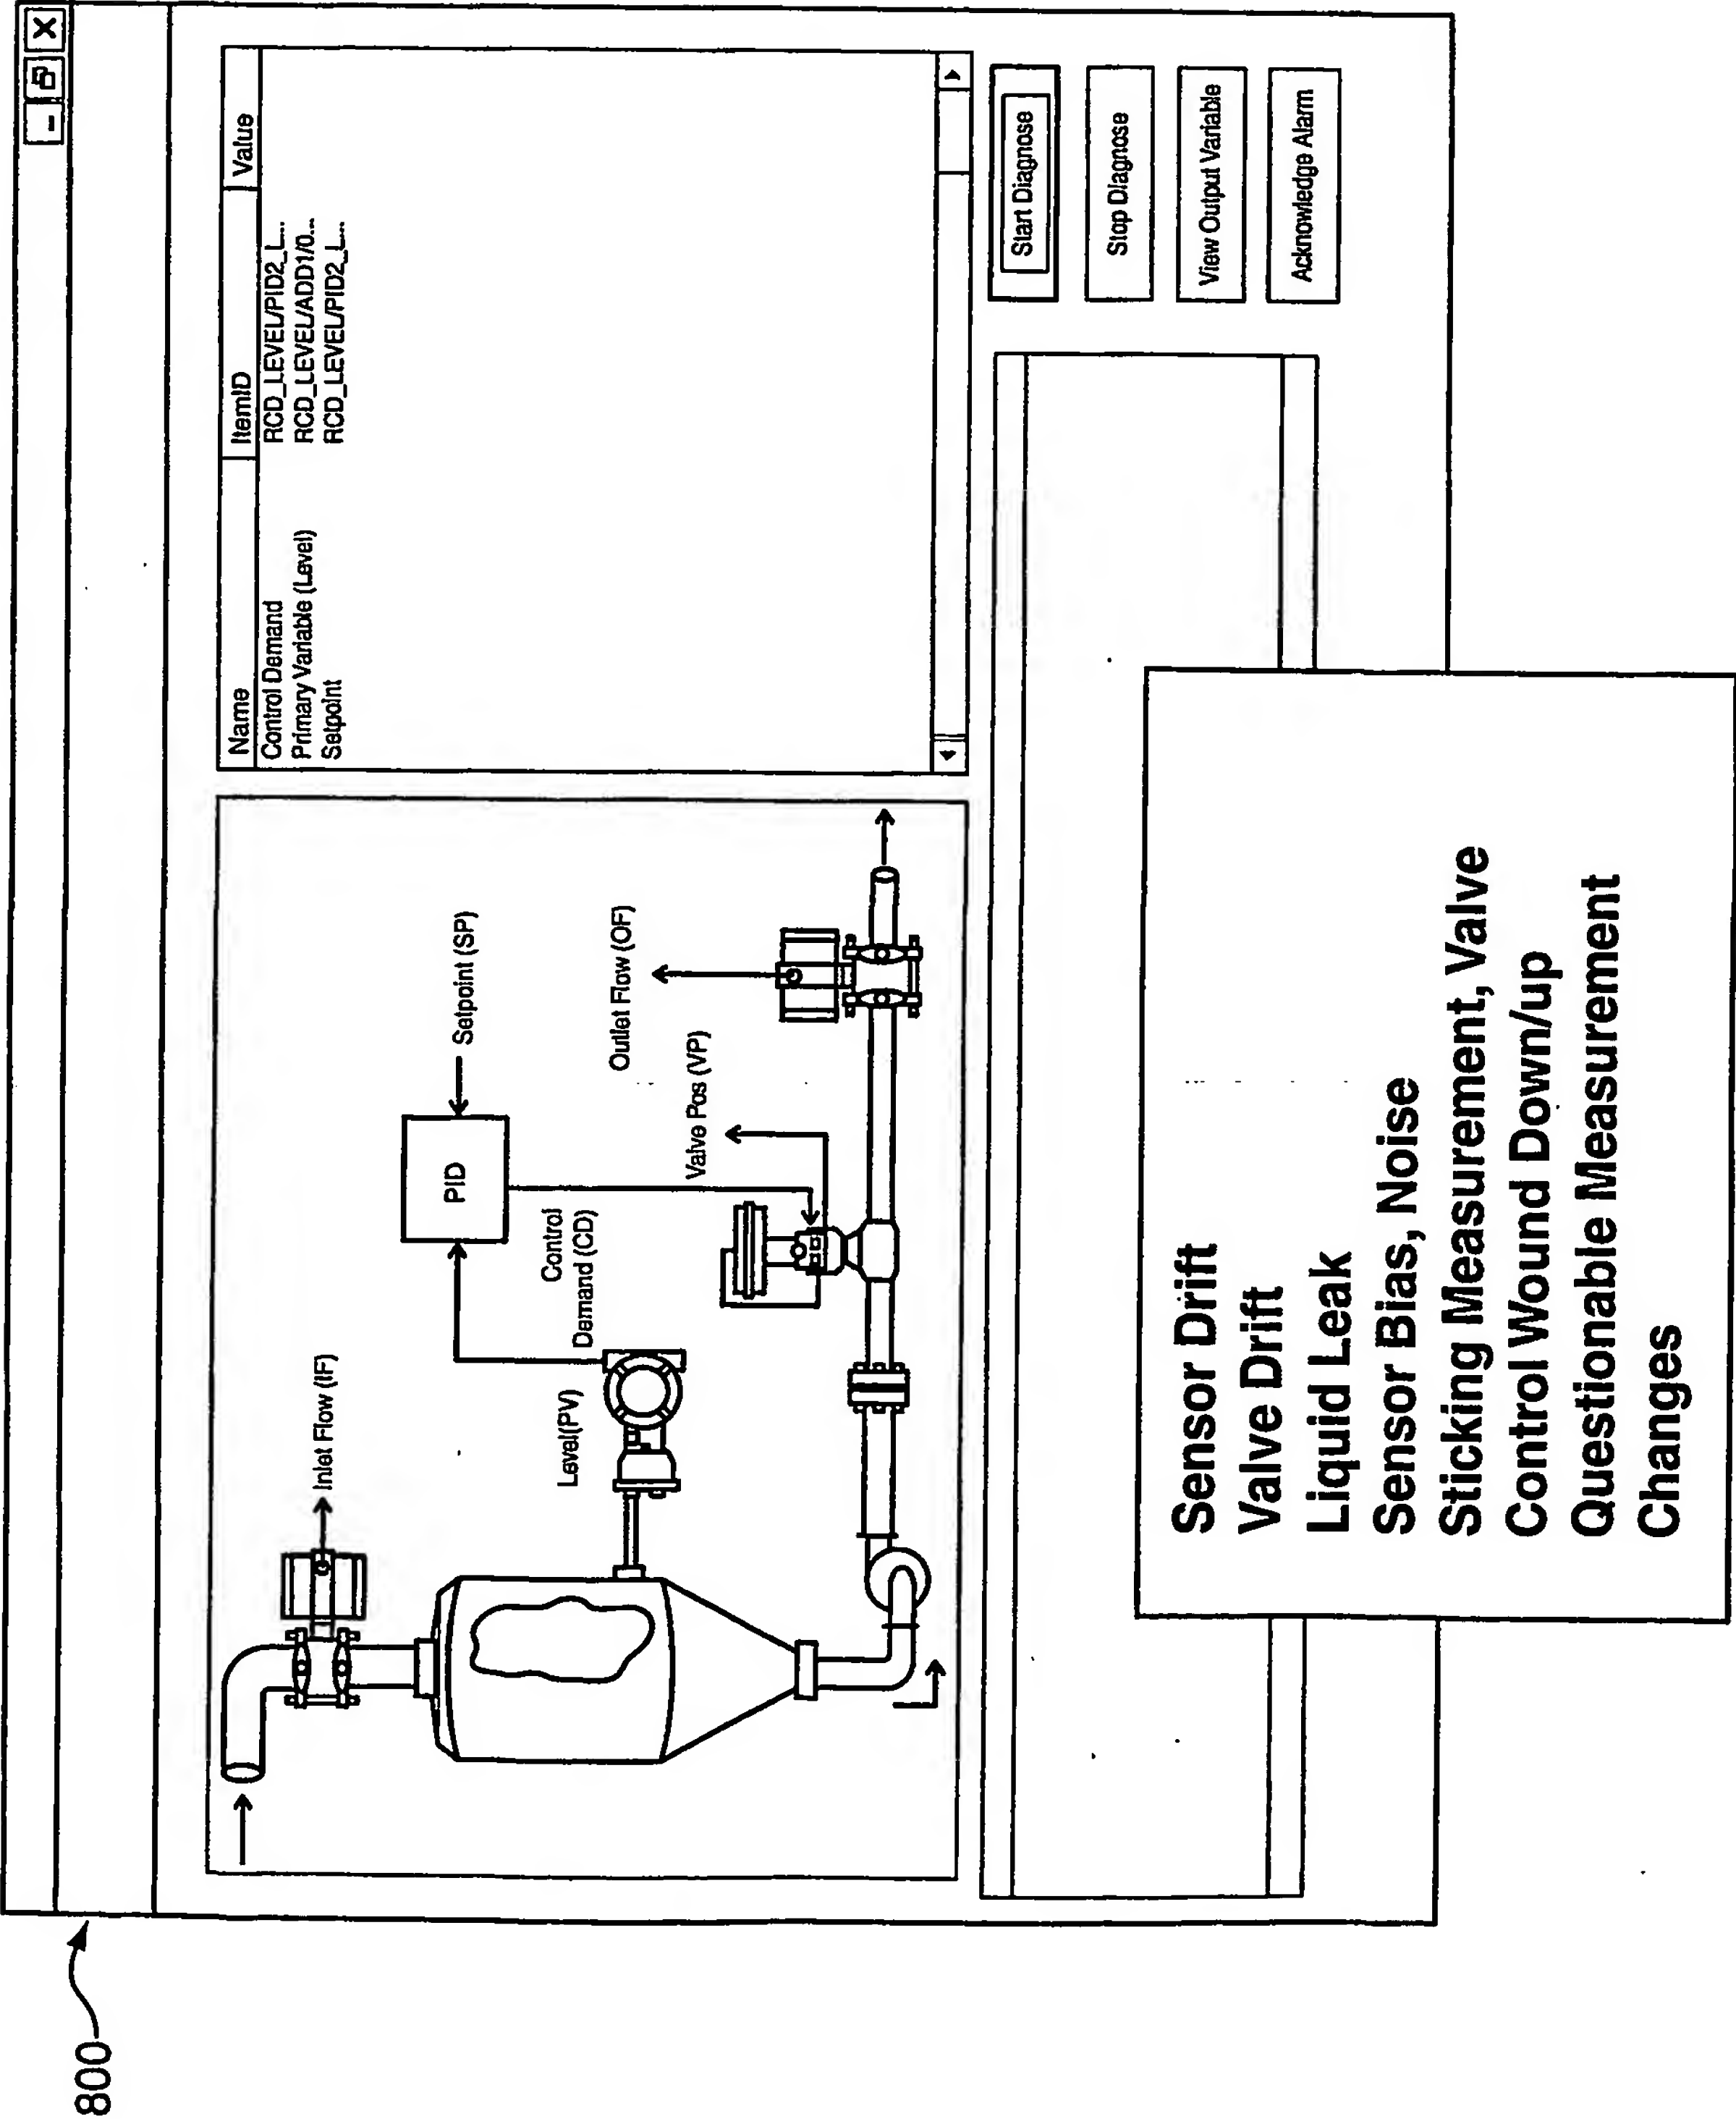 800
Inlet Flow (IF)
Level(PV)
Control
Demand (CD)
PID
Setpoint (SP)
Valve Pos (VP)
Outlet Flow (OF)
Name ItemID Value
Control Demand RCD_LEVEL/PID2_L...
Primary Variable (Level) RCD_LEVEL/ADD1/0...
Setpoint RCD_LEVEL/PID2_L...
Start Diagnose
Stop Diagnose
View Output Variable
Acknowledge Alarm
Sensor Drift
Valve Drift
Liquid Leak
Sensor Bias, Noise
Sticking Measurement, Valve
Control Wound Down/up
Questionable Measurement
Changes